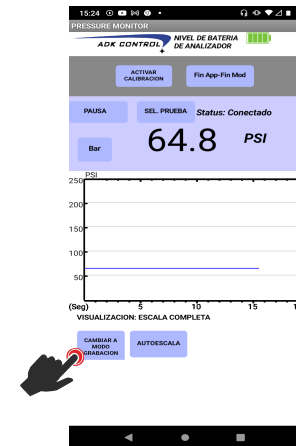 15:24
PRESSURE MONITOR
ADK CONTROL
NIVEL DE BATERIA
DE ANALIZADOR
ACTIVAR
CALIBRACION
Fin App-Fin Mod
PAUSA
SEL. PRUEBA
Status: Conectado
Bar
64.8
PSI
PSI
250
200
150
100
50
(Seg) 5 10 15
VISUALIZACION: ESCALA COMPLETA
CAMBIAR A
MODO
GRABACION
AUTOESCALA